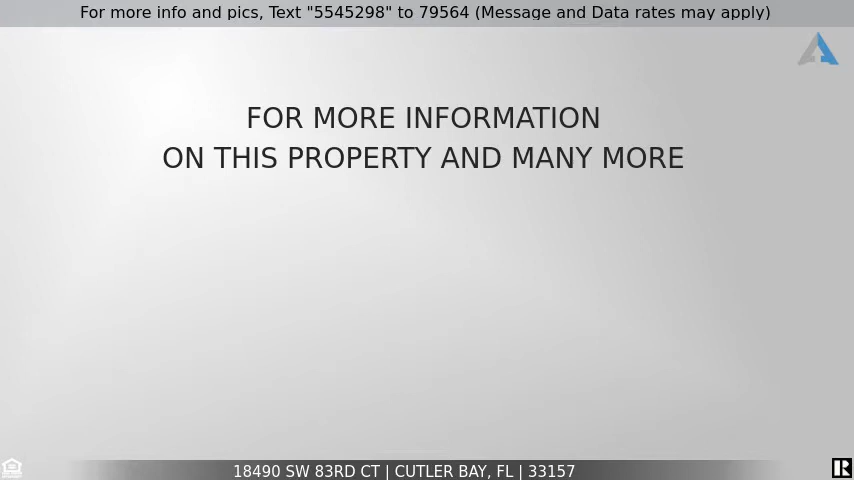 For more info and pics, Text "5545298" to 79564 (Message and Data rates may apply)
FOR MORE INFORMATION
ON THIS PROPERTY AND MANY MORE
18490 SW 83RD CT | CUTLER BAY, FL | 33157